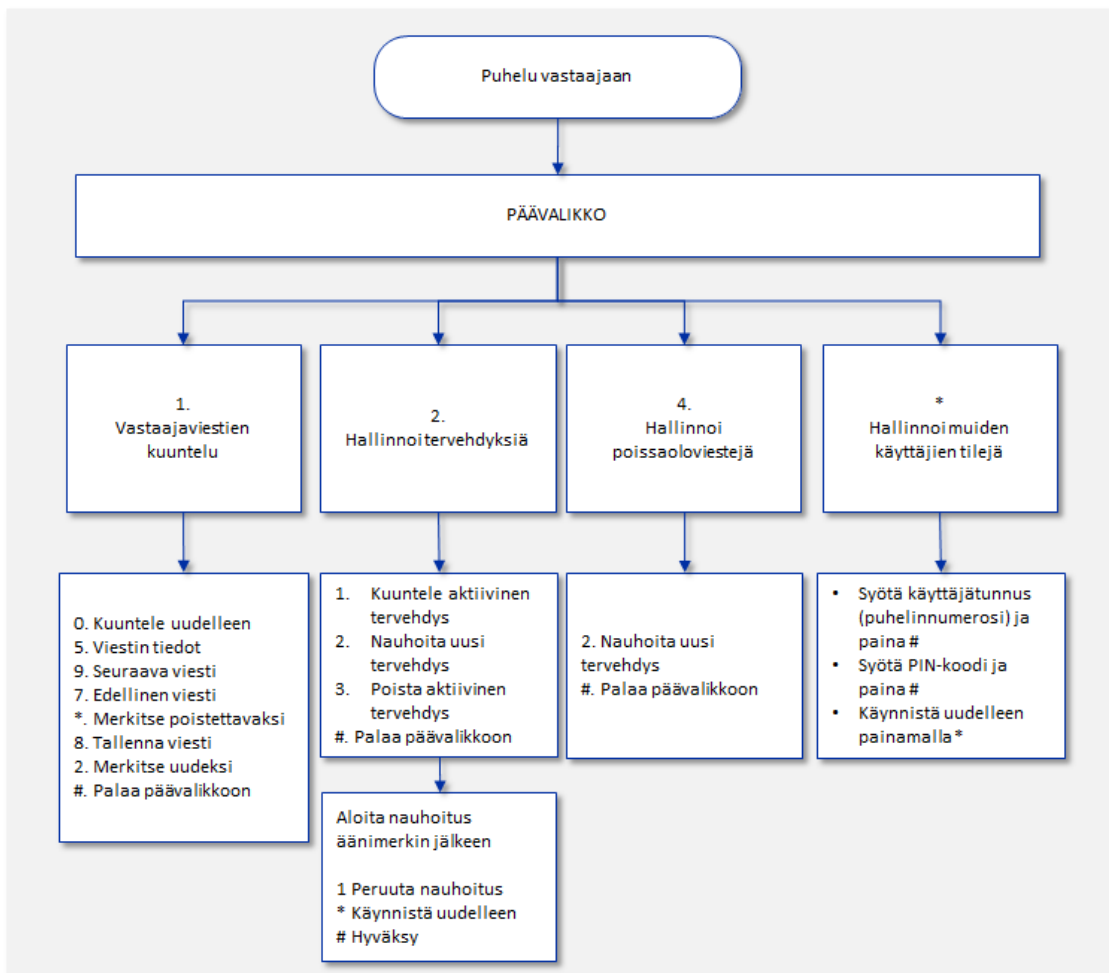 Puhelu vastaajaan
PÄÄVALIKKO
1.
Vastaajaviestien
kuuntelu
2.
Hallinnoi tervehdyksiä
4.
Hallinnoi
poissaoloviestejä
*
Hallinnoi muiden
käyttäjien tilejä
0. Kuuntele uudelleen
5. Viestin tiedot
9. Seuraava viesti
7. Edellinen viesti
*. Merkitse poistettavaksi
8. Tallenna viesti
2. Merkitse uudeksi
#. Palaa päävalikkoon
1. Kuuntele aktiivinen
tervehdys
2. Nauhoita uusi
tervehdys
3. Poista aktiivinen
tervehdys
#. Palaa päävalikkoon
2. Nauhoita uusi
tervehdys
#. Palaa päävalikkoon
• Syötä käyttäjätunnus
(puhelinnumerosi) ja
paina #
• Syötä PIN-koodi ja
paina #
• Käynnistä uudelleen
painamalla *
Aloita nauhoitus
äänimerkin jälkeen
1 Peruuta nauhoitus
* Käynnistä uudelleen
# Hyväksy